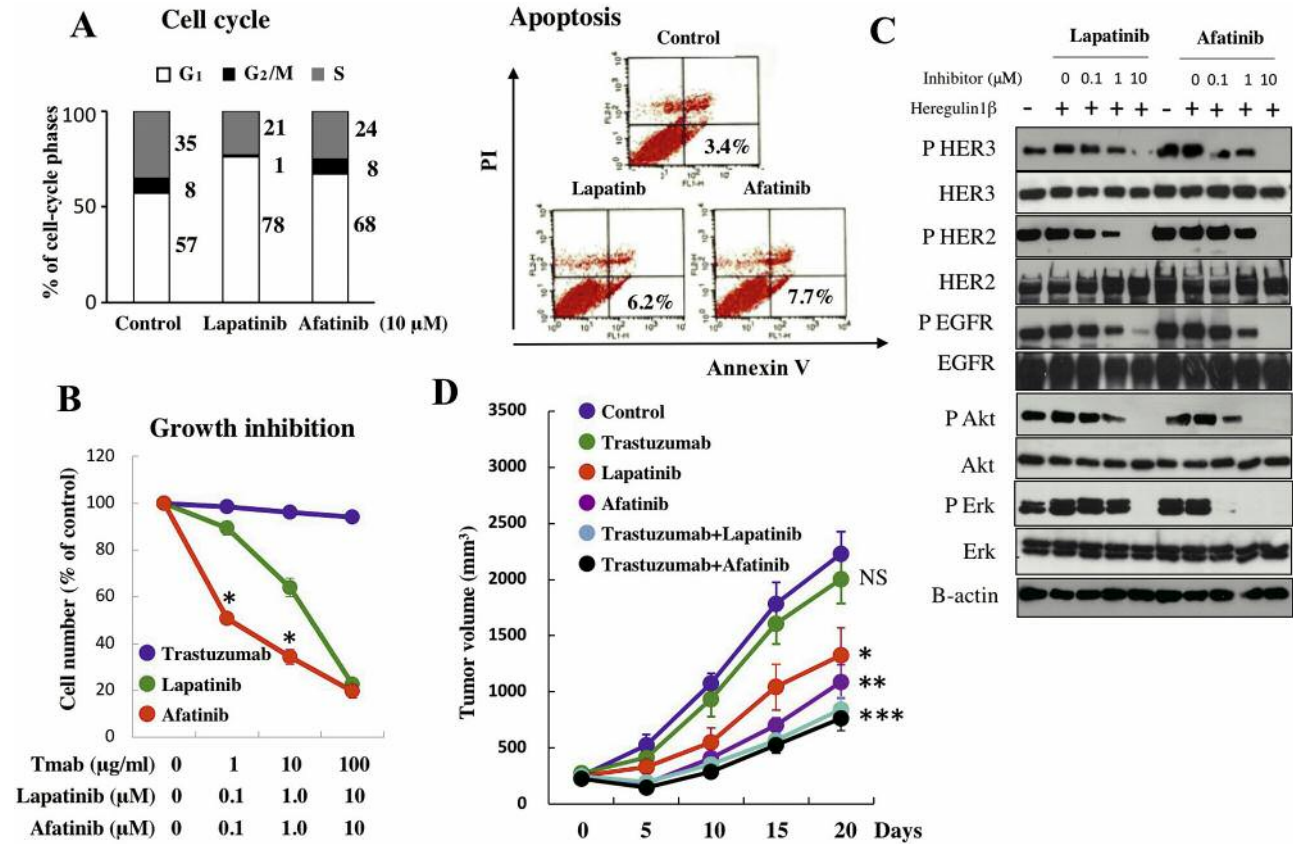 A
Cell cycle
G1 G2/M S
% of cell-cycle phases
100
50
0
35
8
57
21
1
78
24
8
68
Control Lapatinib Afatinib (10 µM)
Apoptosis
Control
3.4%
FL2-H
FL1-H
PI
Lapatinib
6.2%
FL2-H
FL1-H
Afatinib
7.7%
FL2-H
FL1-H
Annexin V
B
Growth inhibition
Cell number (% of control)
120
100
80
60
40
20
0
*
*
Trastuzumab
Lapatinib
Afatinib
Tmab (µg/ml) 0 1 10 100
Lapatinib (µM) 0 0.1 1.0 10
Afatinib (µM) 0 0.1 1.0 10
C
Lapatinib Afatinib
Inhibitor (µM) 0 0.1 1 10 0 0.1 1 10
Heregulin1β - + + + + - + + + +
P HER3
HER3
P HER2
HER2
P EGFR
EGFR
P Akt
Akt
P Erk
Erk
B-actin
D
Tumor volume (mm³)
3500
3000
2500
2000
1500
1000
500
0
Control
Trastuzumab
Lapatinib
Afatinib
Trastuzumab+Lapatinib
Trastuzumab+Afatinib
NS
*
**
***
0 5 10 15 20 Days